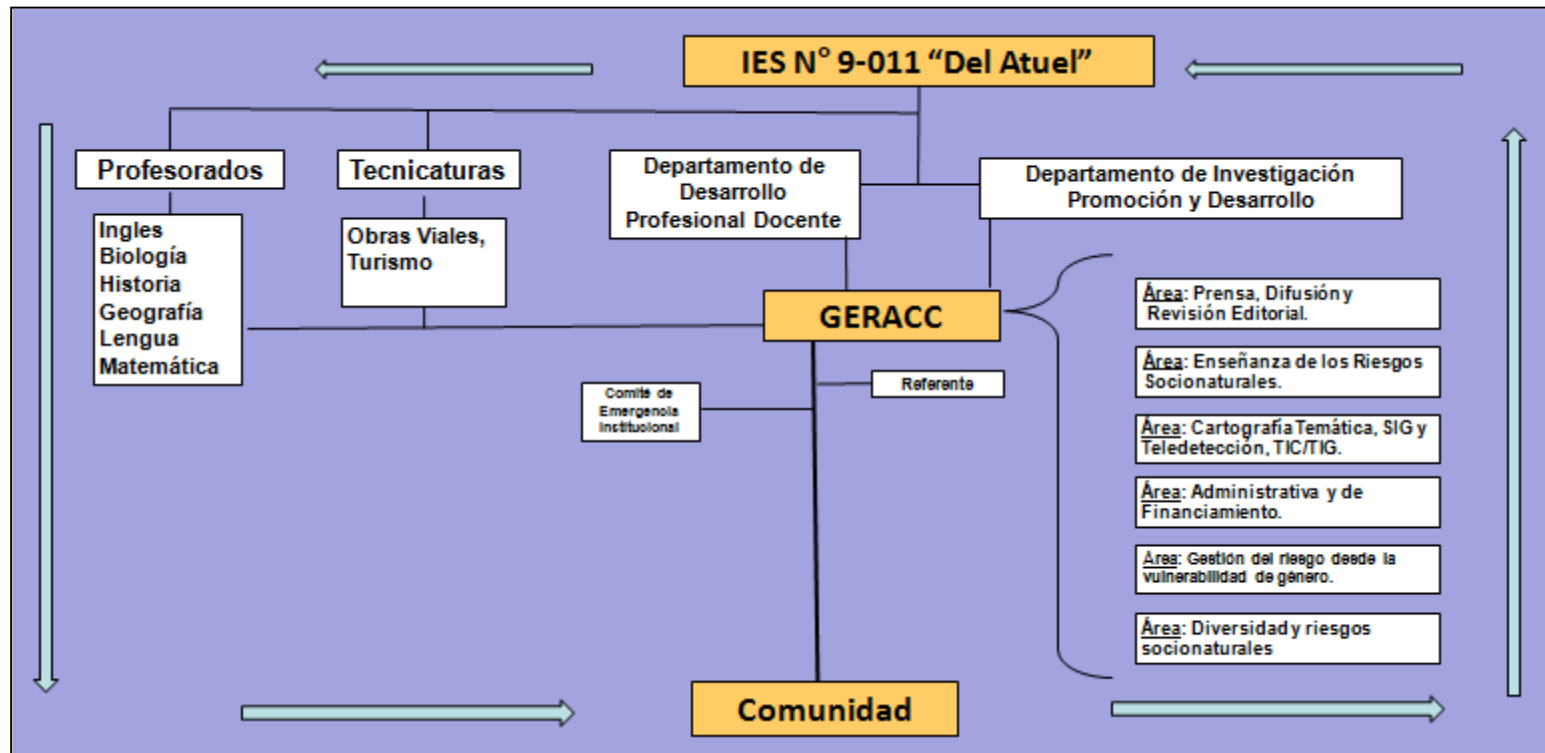 IES N° 9-011 “Del Atuel”
Profesorados
Tecnicaturas
Departamento de
Desarrollo
Profesional Docente
Departamento de Investigación
Promoción y Desarrollo
Ingles
Biología
Historia
Geografía
Lengua
Matemática
Obras Viales,
Turismo
GERACC
Comité de
Emergencia
Institucional
Referente
Área: Prensa, Difusión y
Revisión Editorial.
Área: Enseñanza de los Riesgos
Socionaturales.
Área: Cartografía Temática, SIG y
Teledetección, TIC/TIG.
Área: Administrativa y de
Financiamiento.
Área: Gestión del riesgo desde la
vulnerabilidad de género.
Área: Diversidad y riesgos
socionaturales
Comunidad